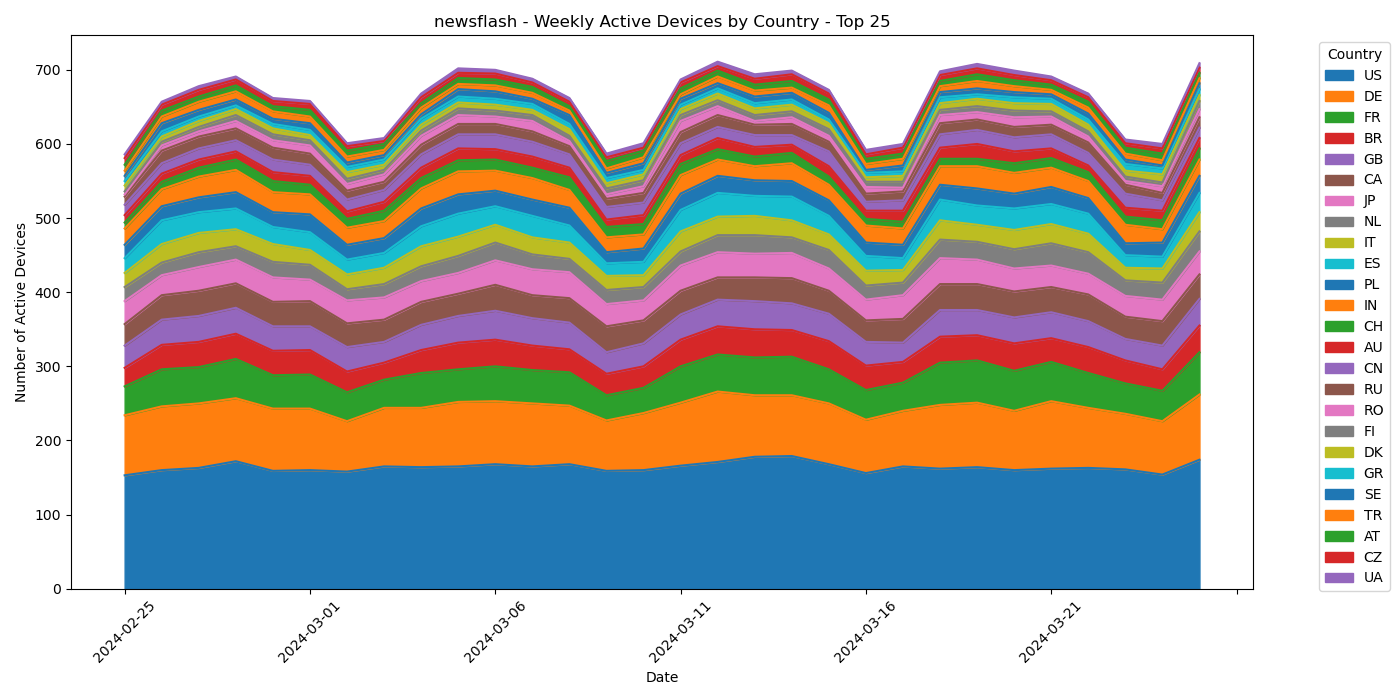 newsflash - Weekly Active Devices by Country - Top 25
Number of Active Devices
700
600
500
400
300
200
100
0
2024-02-25
2024-03-01
2024-03-06
2024-03-11
2024-03-16
2024-03-21
Date
Country
US
DE
FR
BR
GB
CA
JP
NL
IT
ES
PL
IN
CH
AU
CN
RU
RO
FI
DK
GR
SE
TR
AT
CZ
UA